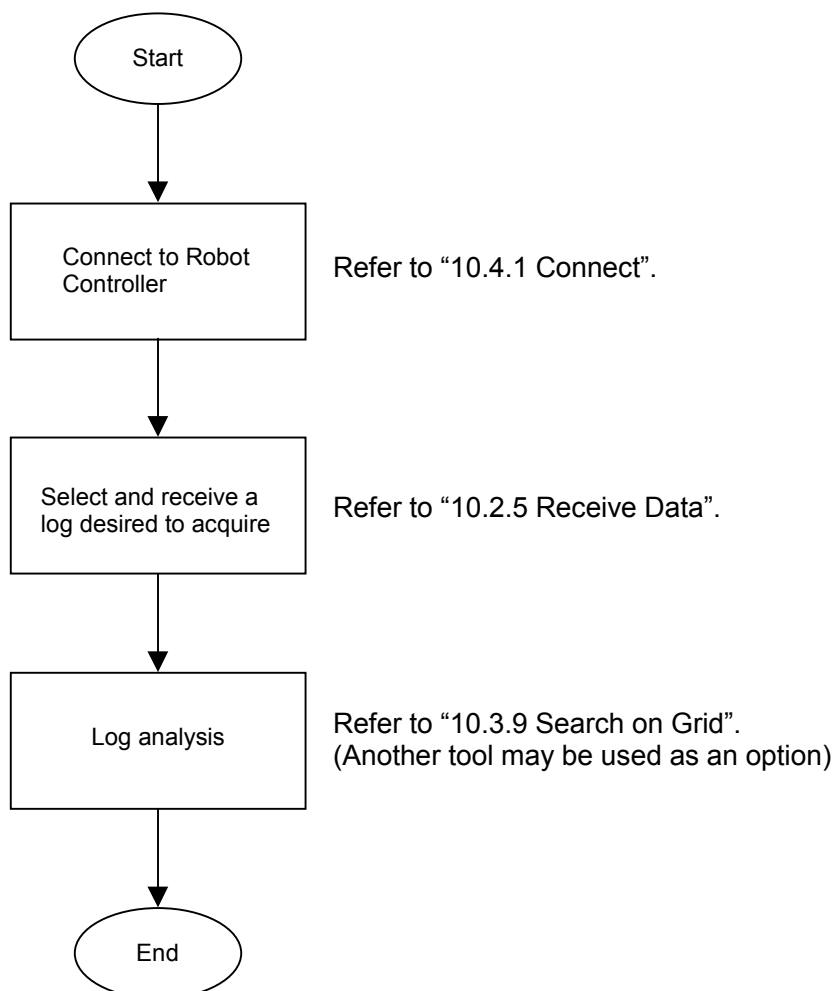 Start
Connect to Robot
Controller
Refer to “10.4.1 Connect”.
Select and receive a
log desired to acquire
Refer to “10.2.5 Receive Data”.
Log analysis
Refer to “10.3.9 Search on Grid”.
(Another tool may be used as an option)
End